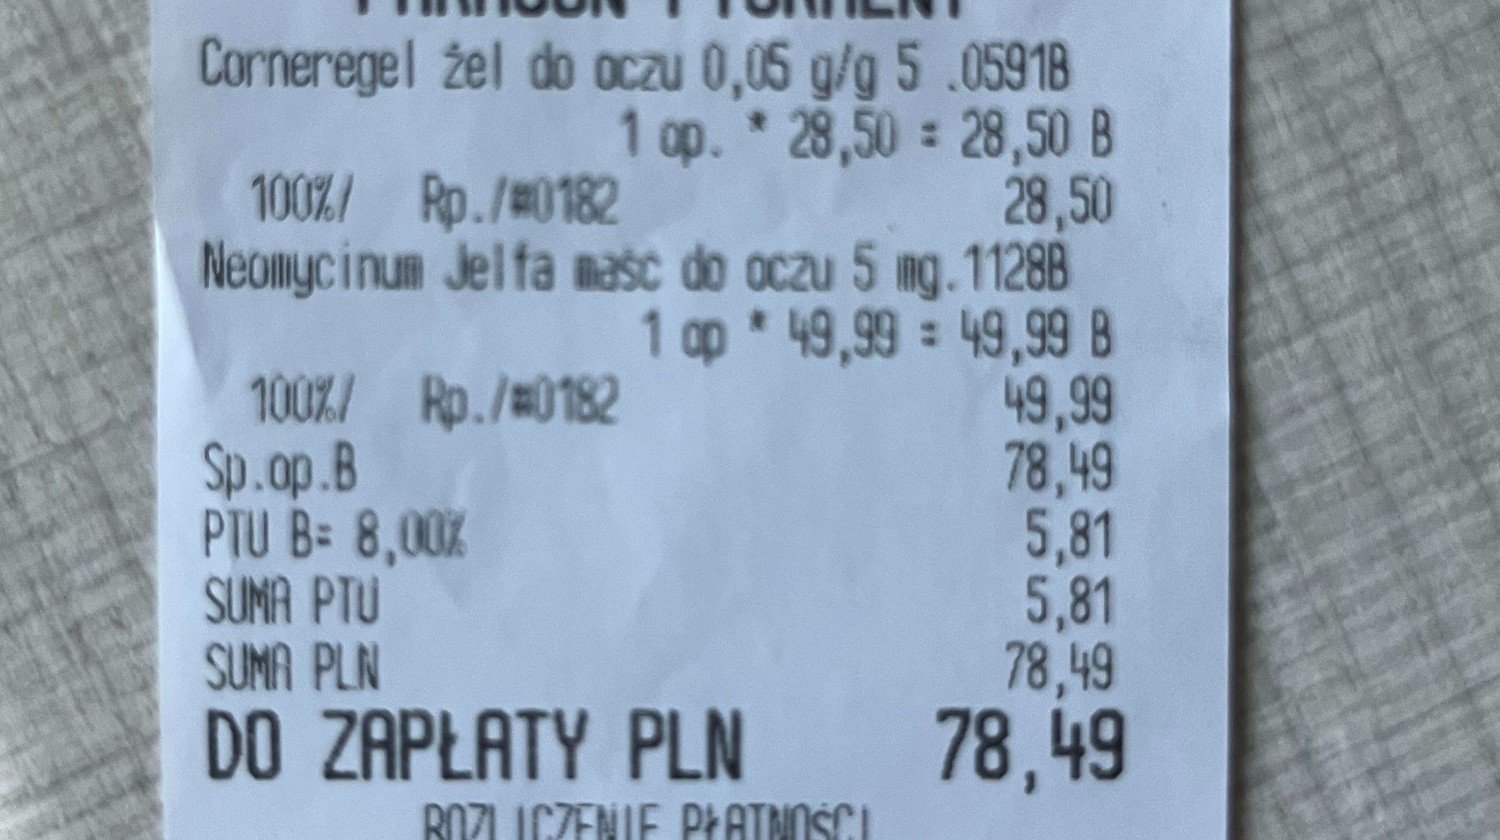 PARAGON FISKALNY
Corneregel żel do oczu 0,05 g/g 5 .0591B
1 op. * 28,50 = 28,50 B
100%/ Rp./#0182 28,50
Neomycinum Jelfa maść do oczu 5 mg.1128B
1 op * 49,99 = 49,99 B
100%/ Rp./#0182 49,99
Sp.op.B 78,49
PTU B= 8,00% 5,81
SUMA PTU 5,81
SUMA PLN 78,49
DO ZAPŁATY PLN 78,49
ROZLICZENIE PŁATNOŚCI